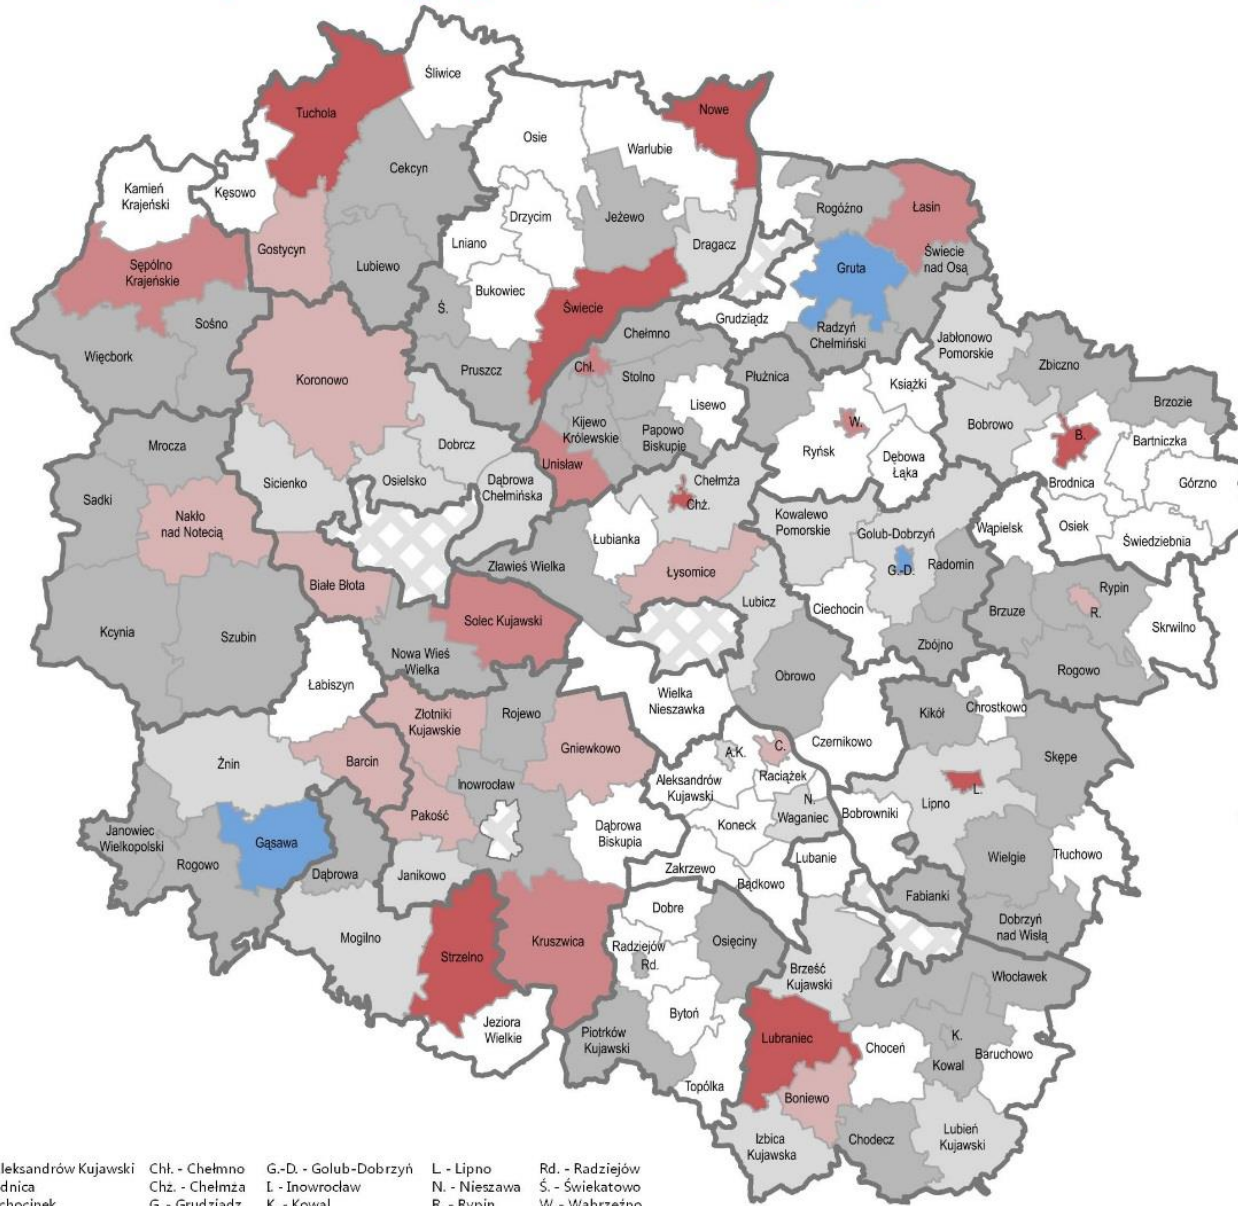 Śliwice
Tuchola
Nowe
Osie
Warlubie
Cekcyn
Kamień
Krajeński
Kęsowo
Rogóźno
Łasin
Drzycim
Jeżewo
Gostycyn
Lniano
Dragacz
Świecie
nad Osą
Sępólno
Krajeńskie
Lubiewo
Gruta
Bukowiec
Ś.
Świecie
Grudziądz
Sośno
Radzyń
Chełmiński
Chełmno
Jabłonowo
Pomorskie
Więcbork
Pruszcz
Chł.
Stolno
Płużnica
Książki
Zbiczno
Koronowo
Lisewo
Brzozie
Kijewo
Królewskie
Papowo
Biskupie
W.
Bobrowo
B.
Bartniczka
Mrocza
Dobrcz
Ryńsk
Dębowa
Łąka
Unisław
Sicienko
Osielsko
Dąbrowa
Chełmińska
Chełmża
Chż.
Brodnica
Górzno
Sadki
Nakło
nad Notecią
Kowalewo
Pomorskie
Golub-Dobrzyń
Wąpielsk
Osiek
Świedziebnia
Łubianka
Zławieś Wielka
Łysomice
G.-D.
Radomin
Białe Błota
Lubicz
Ciechocin
Rypin
R.
Brzuze
Kcynia
Szubin
Solec Kujawski
Skrwilno
Nowa Wieś
Wielka
Zbójno
Rogowo
Łabiszyn
Obrowo
Wielka
Nieszawka
Kikół
Chrostkowo
Złotniki
Kujawskie
Rojewo
Gniewkowo
Czernikowo
Skępe
Żnin
Barcin
A.K.
C.
Raciążek
Inowrocław
Aleksandrów
Kujawski
L.
Lipno
Pakość
N.
Waganiec
Bobrowniki
Janowiec
Wielkopolski
Gąsawa
Dąbrowa
Biskupia
Koneck
Rogowo
Dąbrowa
Janikowo
Zakrzewo
Lubanie
Wielgie
Tłuchowo
Bądkowo
Fabianki
Dobre
Dobrzyń
nad Wisłą
Mogilno
Strzelno
Kruszwica
Radziejów
Rd.
Osięciny
Brześć
Kujawski
Włocławek
Jeziora
Wielkie
Bytoń
Piotrków
Kujawski
Lubraniec
Choceń
K.
Kowal
Baruchowo
Topólka
Boniewo
Izbica
Kujawska
Chodecz
Lubień
Kujawski
leksandrów Kujawski Chł. - Chełmno G.-D. - Golub-Dobrzyń L. - Lipno Rd. - Radziejów
dnica Chż. - Chełmża I. - Inowrocław N. - Nieszawa Ś. - Świekatowo
chocinek G. - Grudziądz K. - Kowal R. - Rypin W. - Wąbrzeźno